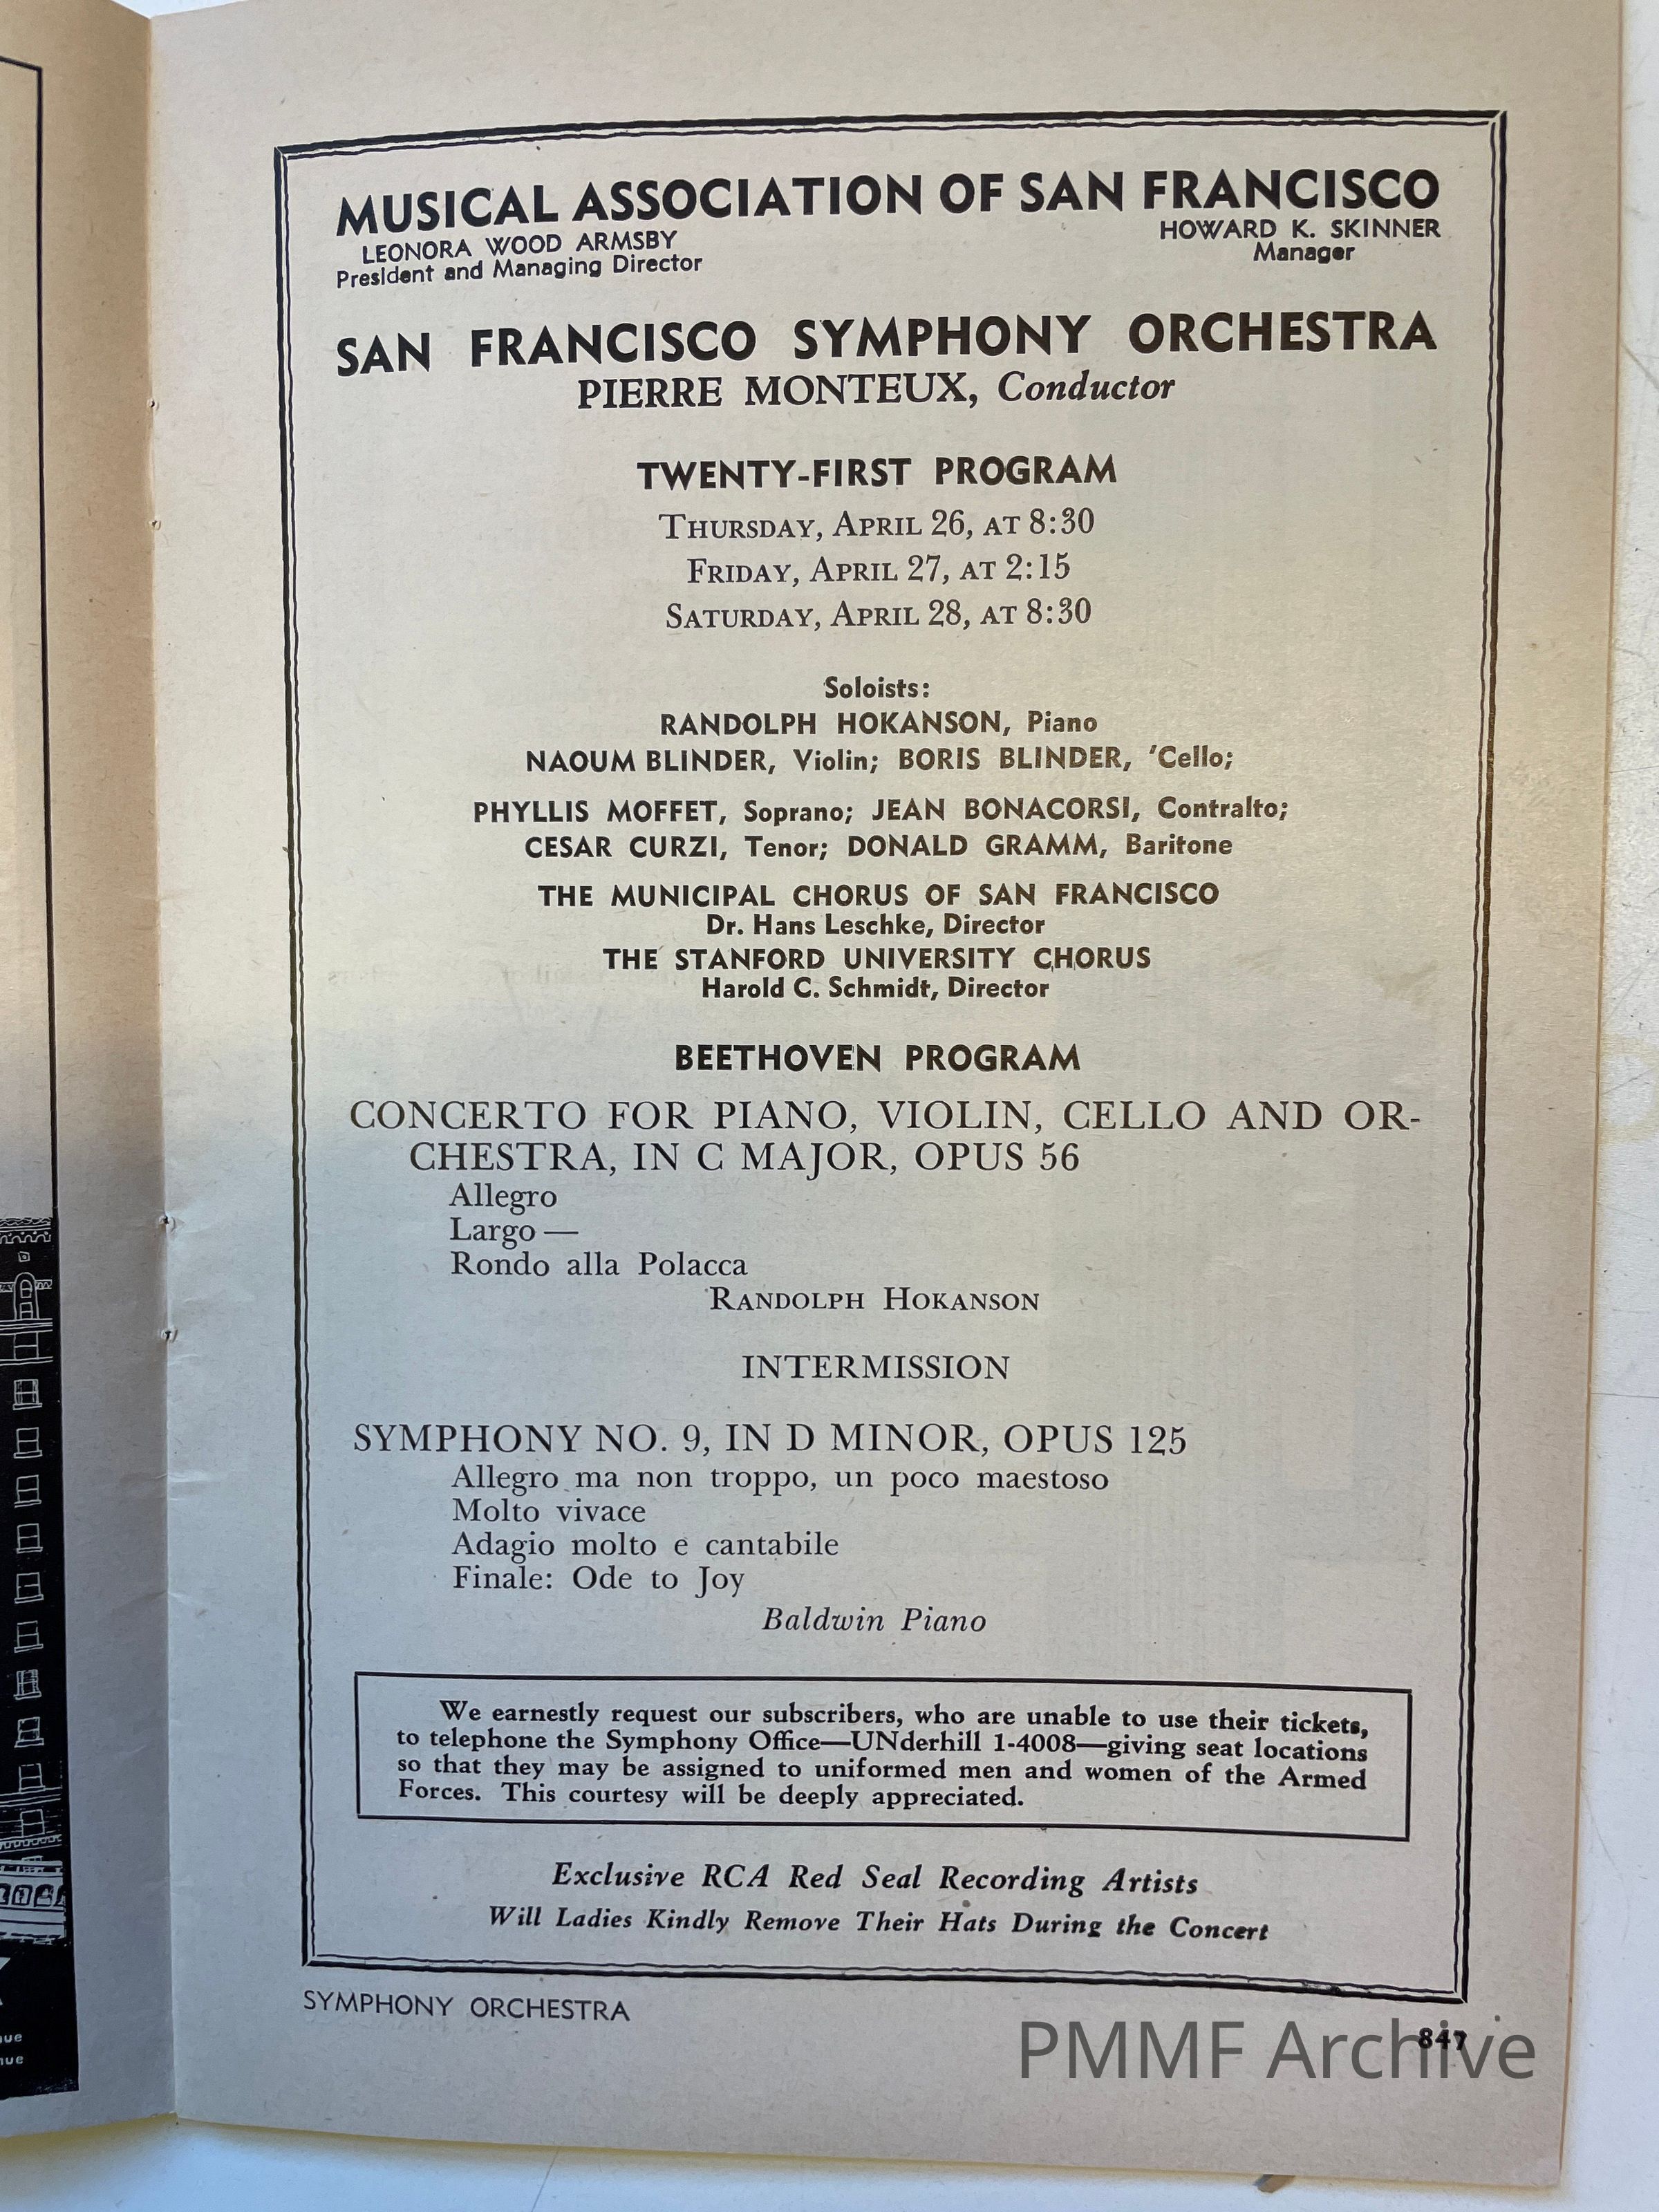 MUSICAL ASSOCIATION OF SAN FRANCISCO
LEONORA WOOD ARMSBY
President and Managing Director
HOWARD K. SKINNER
Manager
SAN FRANCISCO SYMPHONY ORCHESTRA
PIERRE MONTEUX, Conductor
TWENTY-FIRST PROGRAM
THURSDAY, APRIL 26, AT 8:30
FRIDAY, APRIL 27, AT 2:15
SATURDAY, APRIL 28, AT 8:30
Soloists:
RANDOLPH HOKANSON, Piano
NAOUM BLINDER, Violin; BORIS BLINDER, 'Cello;
PHYLLIS MOFFET, Soprano; JEAN BONACORSI, Contralto;
CESAR CURZI, Tenor; DONALD GRAMM, Baritone
THE MUNICIPAL CHORUS OF SAN FRANCISCO
Dr. Hans Leschke, Director
THE STANFORD UNIVERSITY CHORUS
Harold C. Schmidt, Director
BEETHOVEN PROGRAM
CONCERTO FOR PIANO, VIOLIN, CELLO AND OR-
CHESTRA, IN C MAJOR, OPUS 56
Allegro
Largo —
Rondo alla Polacca
RANDOLPH HOKANSON
INTERMISSION
SYMPHONY NO. 9, IN D MINOR, OPUS 125
Allegro ma non troppo, un poco maestoso
Molto vivace
Adagio molto e cantabile
Finale: Ode to Joy
Baldwin Piano
We earnestly request our subscribers, who are unable to use their tickets,
to telephone the Symphony Office—UNderhill 1-4008—giving seat locations
so that they may be assigned to uniformed men and women of the Armed
Forces. This courtesy will be deeply appreciated.
Exclusive RCA Red Seal Recording Artists
Will Ladies Kindly Remove Their Hats During the Concert
SYMPHONY ORCHESTRA
847
PMMF Archive